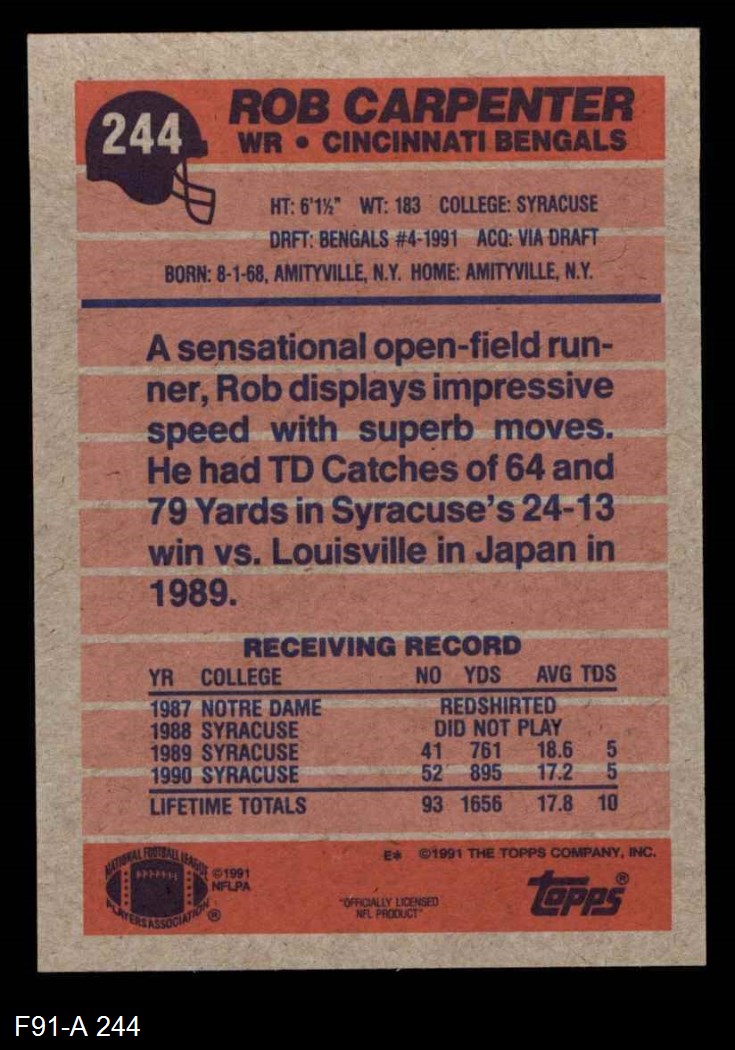 244
ROB CARPENTER
WR • CINCINNATI BENGALS
HT: 6'1½" WT: 183 COLLEGE: SYRACUSE
DRFT: BENGALS #4-1991 ACQ: VIA DRAFT
BORN: 8-1-68, AMITYVILLE, N.Y. HOME: AMITYVILLE, N.Y.
A sensational open-field run-
ner, Rob displays impressive
speed with superb moves.
He had TD Catches of 64 and
79 Yards in Syracuse's 24-13
win vs. Louisville in Japan in
1989.
RECEIVING RECORD
YR COLLEGE NO YDS AVG TDS
1987 NOTRE DAME REDSHIRTED
1988 SYRACUSE DID NOT PLAY
1989 SYRACUSE 41 761 18.6 5
1990 SYRACUSE 52 895 17.2 5
LIFETIME TOTALS 93 1656 17.8 10
E* ©1991 THE TOPPS COMPANY, INC.
NATIONAL FOOTBALL LEAGUE
PLAYERS ASSOCIATION ®
©1991
NFLPA
"OFFICIALLY LICENSED
NFL PRODUCT"
Topps®
F91-A 244